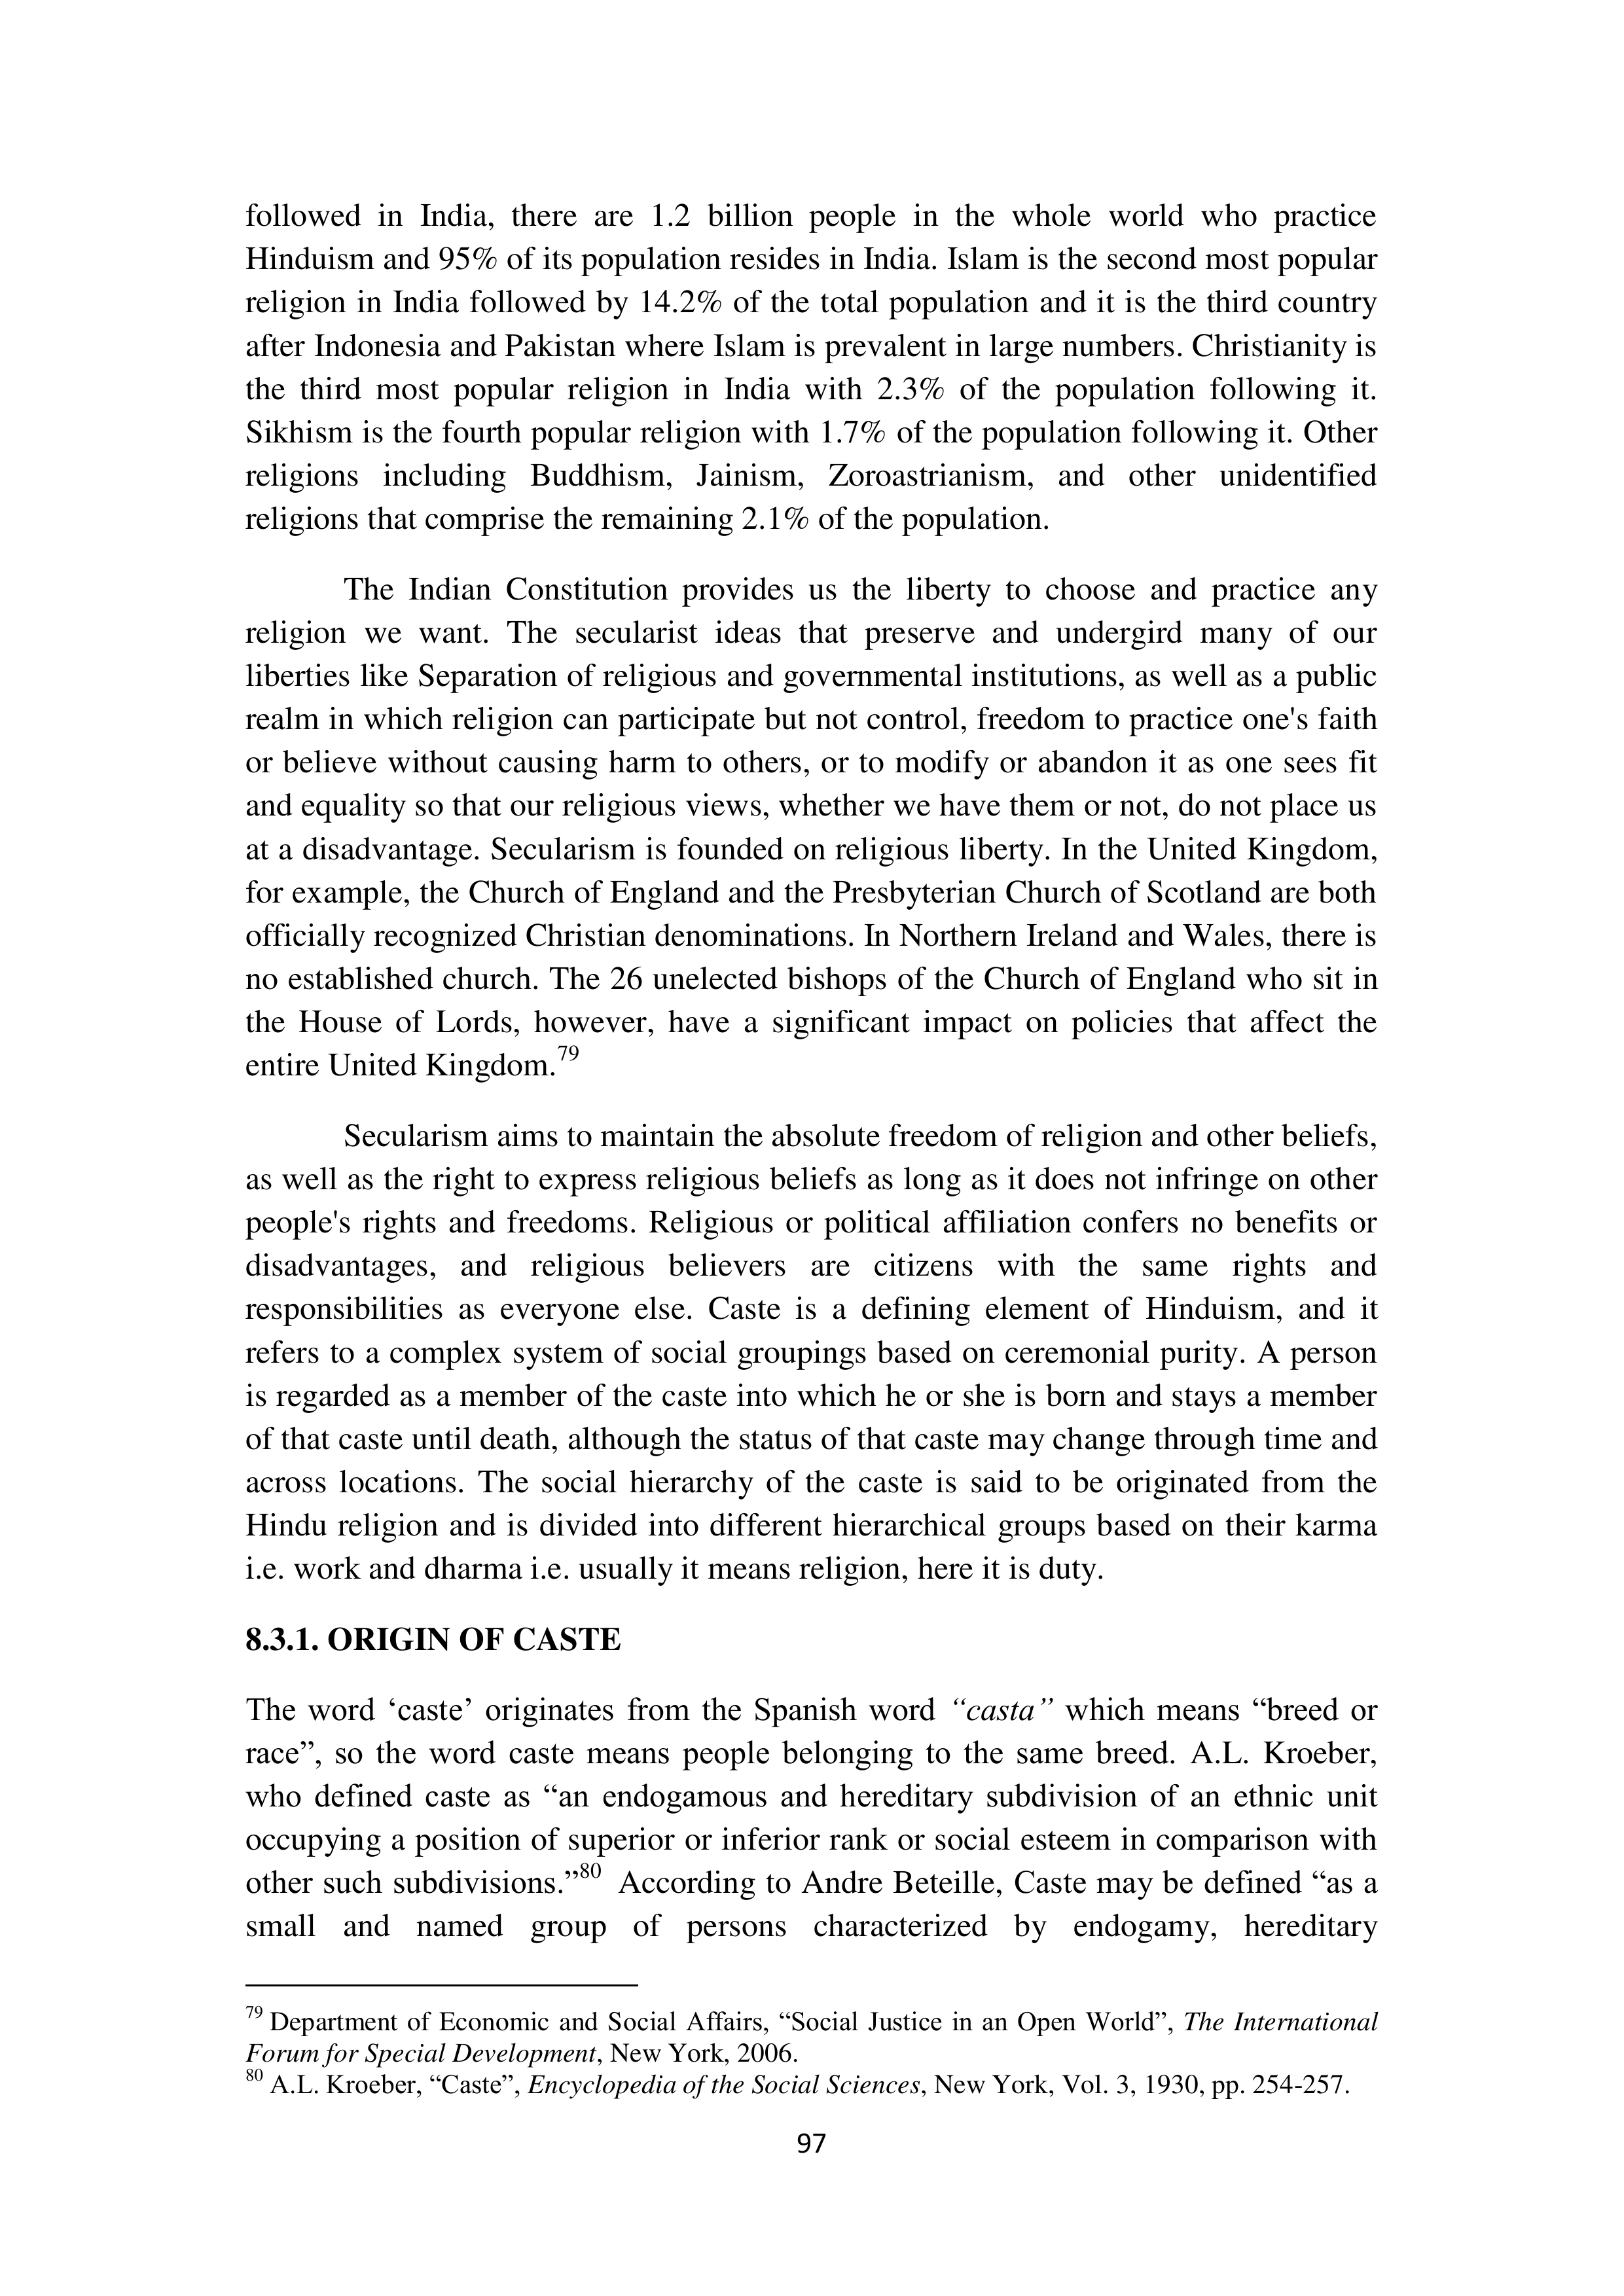 followed in India, there are 1.2 billion people in the whole world who practice
Hinduism and 95% of its population resides in India. Islam is the second most popular
religion in India followed by 14.2% of the total population and it is the third country
after Indonesia and Pakistan where Islam is prevalent in large numbers. Christianity is
the third most popular religion in India with 2.3% of the population following it.
Sikhism is the fourth popular religion with 1.7% of the population following it. Other
religions including Buddhism, Jainism, Zoroastrianism, and other unidentified
religions that comprise the remaining 2.1% of the population.
The Indian Constitution provides us the liberty to choose and practice any
religion we want. The secularist ideas that preserve and undergird many of our
liberties like Separation of religious and governmental institutions, as well as a public
realm in which religion can participate but not control, freedom to practice one's faith
or believe without causing harm to others, or to modify or abandon it as one sees fit
and equality so that our religious views, whether we have them or not, do not place us
at a disadvantage. Secularism is founded on religious liberty. In the United Kingdom,
for example, the Church of England and the Presbyterian Church of Scotland are both
officially recognized Christian denominations. In Northern Ireland and Wales, there is
no established church. The 26 unelected bishops of the Church of England who sit in
the House of Lords, however, have a significant impact on policies that affect the
entire United Kingdom.79
Secularism aims to maintain the absolute freedom of religion and other beliefs,
as well as the right to express religious beliefs as long as it does not infringe on other
people's rights and freedoms. Religious or political affiliation confers no benefits or
disadvantages, and religious believers are citizens with the same rights and
responsibilities as everyone else. Caste is a defining element of Hinduism, and it
refers to a complex system of social groupings based on ceremonial purity. A person
is regarded as a member of the caste into which he or she is born and stays a member
of that caste until death, although the status of that caste may change through time and
across locations. The social hierarchy of the caste is said to be originated from the
Hindu religion and is divided into different hierarchical groups based on their karma
i.e. work and dharma i.e. usually it means religion, here it is duty.
8.3.1. ORIGIN OF CASTE
The word ‘caste’ originates from the Spanish word “casta” which means “breed or
race”, so the word caste means people belonging to the same breed. A.L. Kroeber,
who defined caste as “an endogamous and hereditary subdivision of an ethnic unit
occupying a position of superior or inferior rank or social esteem in comparison with
other such subdivisions.”80 According to Andre Beteille, Caste may be defined “as a
small and named group of persons characterized by endogamy, hereditary
79 Department of Economic and Social Affairs, “Social Justice in an Open World”, The International
Forum for Special Development, New York, 2006.
80 A.L. Kroeber, “Caste”, Encyclopedia of the Social Sciences, New York, Vol. 3, 1930, pp. 254-257.
97